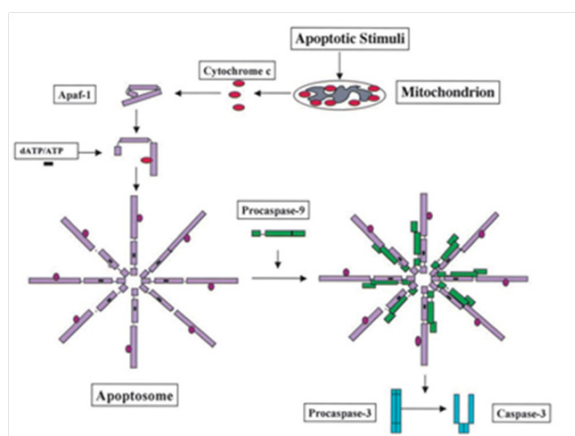 Apoptotic Stimuli
Cytochrome c
Apaf-1
Mitochondrion
dATP/ATP
Procaspase-9
Apoptosome
Procaspase-3
Caspase-3